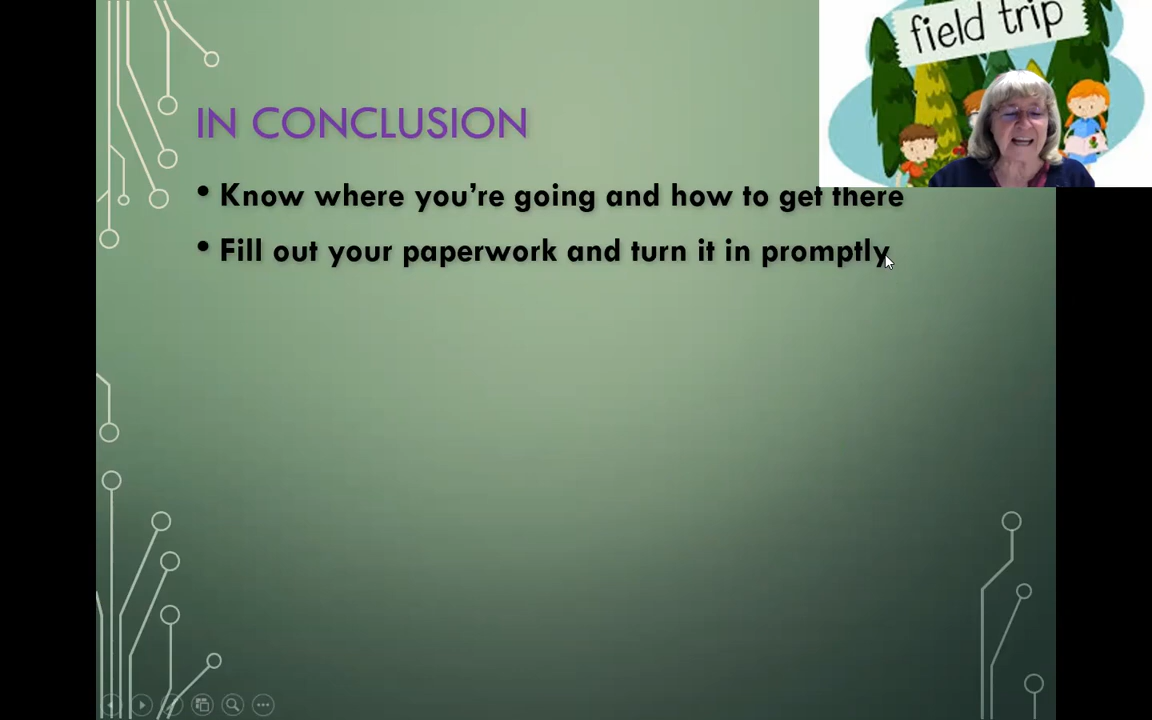 field trip
IN CONCLUSION
• Know where you're going and how to get there
• Fill out your paperwork and turn it in promptly